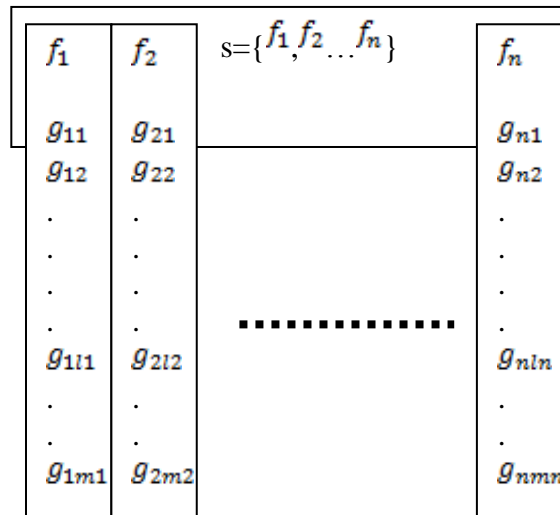 f₁ f₂ s={f₁,f₂...fₙ} fₙ
g₁₁ g₂₁ gₙ₁
g₁₂ g₂₂ gₙ₂
. . .
. . .
. . .
. . ............... .
g₁ₗ₁ g₂ₗ₂ gₙₗₙ
. . .
. . .
g₁ₘ₁ g₂ₘ₂ gₙₘₙ